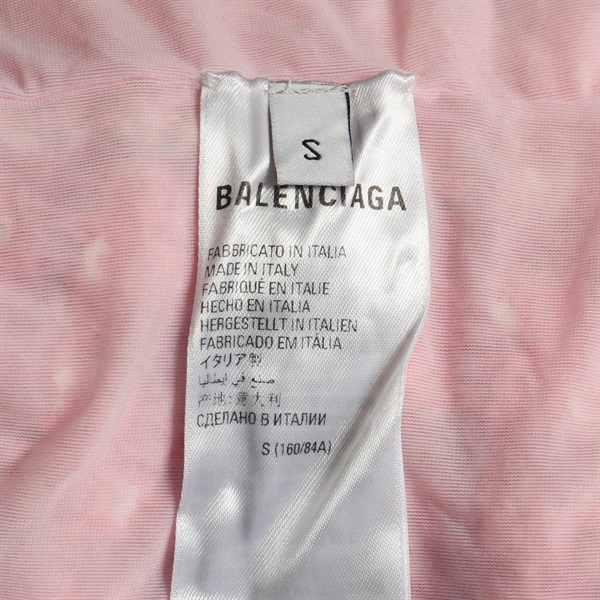 S
BALENCIAGA
FABBRICATO IN ITALIA
MADE IN ITALY
FABRIQUÉ EN ITALIE
HECHO EN ITALIA
HERGESTELLT IN ITALIEN
FABRICADO EM ITÁLIA
イタリア製
صنع في إيطاليا
产地: 意大利
СДЕЛАНО В ИТАЛИИ
S (160/84A)